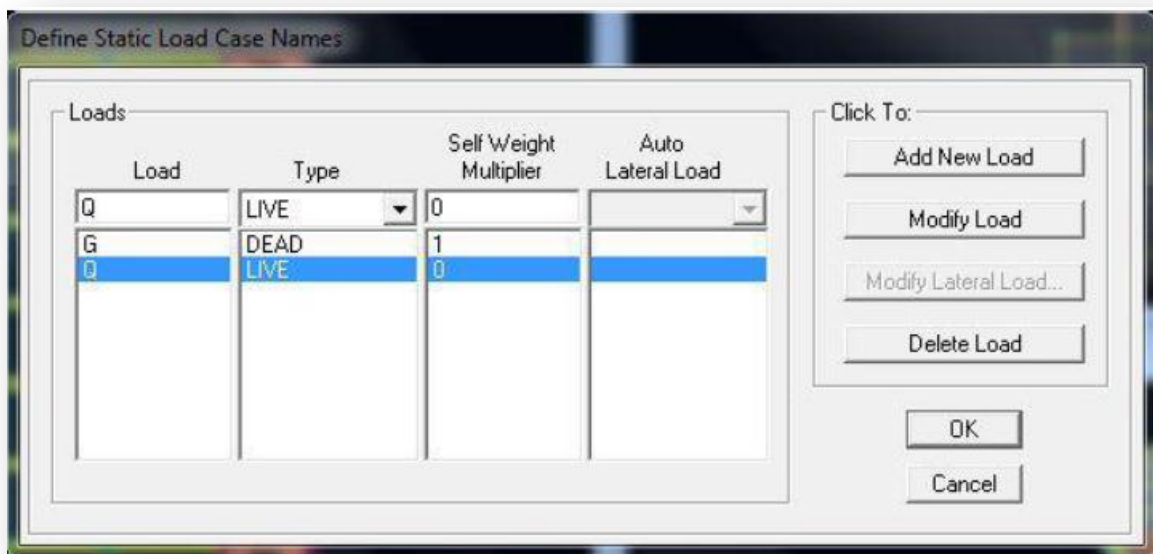 Define Static Load Case Names
Loads
Click To:
Load Type Self Weight Multiplier Auto Lateral Load
Q LIVE 0
G DEAD 1
Q LIVE 0
Add New Load
Modify Load
Modify Lateral Load...
Delete Load
OK
Cancel